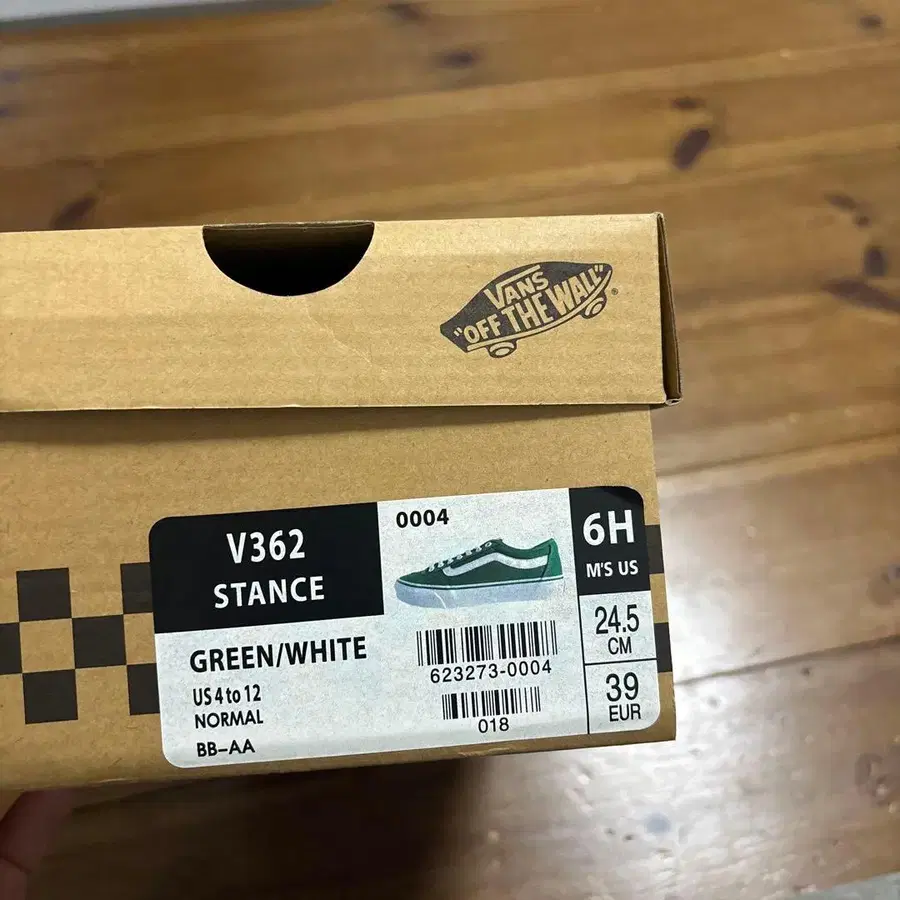 VANS
"OFF THE WALL"
®
V362
STANCE
0004
6H
M'S US
GREEN/WHITE
US 4 to 12
NORMAL
BB-AA
623273-0004
018
24.5
CM
39
EUR